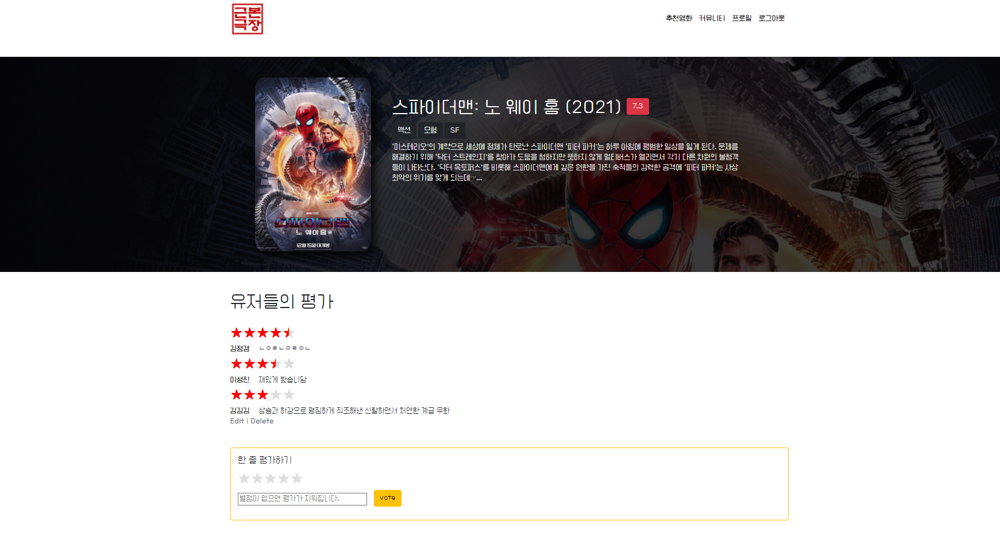 근본
극장
추천영화 커뮤니티 프로필 로그아웃
스파이더맨: 노 웨이 홈 (2021) 7.3
액션 모험 SF
‘미스테리오’의 계략으로 세상에 정체가 탄로난 스파이더맨 ‘피터 파커’는 하루 아침에 평범한 일상을 잃게 된다. 문제를
해결하기 위해 ‘닥터 스트레인지’를 찾아가 도움을 청하지만 뜻하지 않게 멀티버스가 열리면서 각기 다른 차원의 불청객
들이 나타난다. ‘닥터 옥토퍼스’를 비롯해 스파이더맨에게 깊은 원한을 가진 숙적들의 강력한 공격에 ‘피터 파커’는 사상
최악의 위기를 맞게 되는데…...
스파이더맨
노 웨이 홈
12월 15일 대개봉
유저들의 평가
김정겸 ㄴㅇㄹㄴㅇㄹㅇㄴ
이성진 재밌게 봤습니당
김김김 상승과 하강으로 명징하게 직조해낸 신랄하면서 처연한 계급 우화
Edit | Delete
한 줄 평가하기
별점이 없으면 평가가 지워집니다. vote